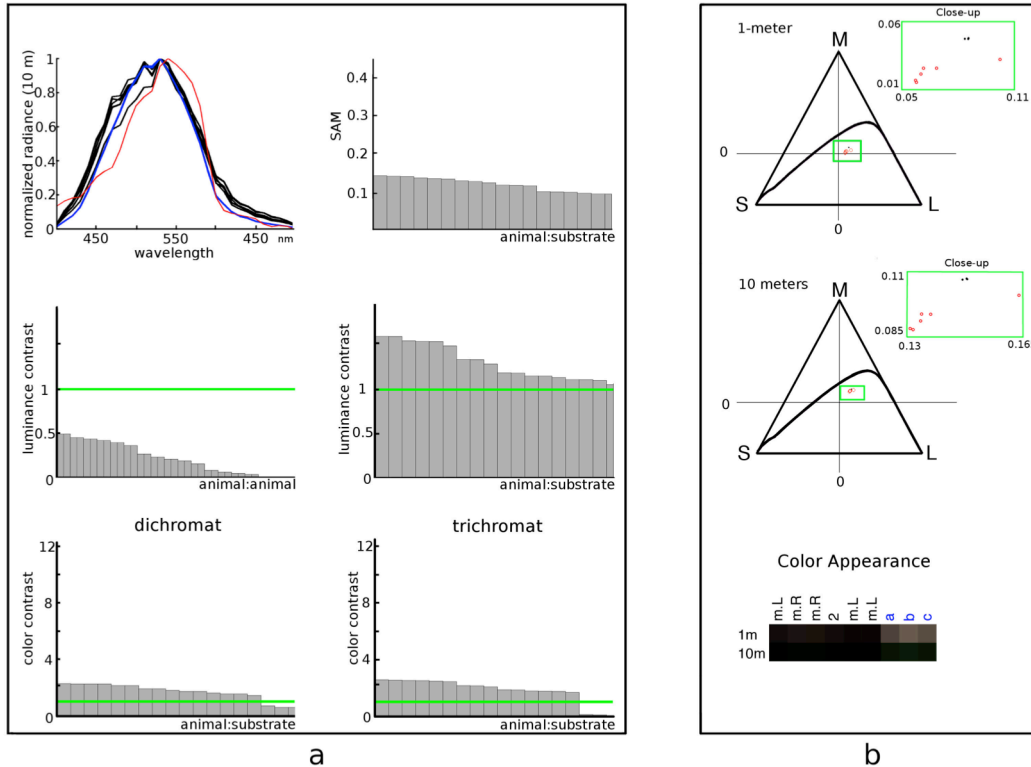 normalized radiance (10 m)
1
0.8
0.6
0.4
0.2
0
450
550
450
nm
wavelength
SAM
0.4
0.3
0.2
0.1
animal:substrate
luminance contrast
1
0.5
0
animal:animal
luminance contrast
1
0
animal:substrate
dichromat
color contrast
12
8
4
0
animal:substrate
trichromat
color contrast
12
8
4
0
animal:substrate
a
1-meter
M
0
S
L
0
Close-up
0.06
0.01
0.05
0.11
10 meters
M
0
S
L
0
Close-up
0.11
0.085
0.13
0.16
Color Appearance
m.L m.R m.R 2 m.L m.L a b c
1m
10m
b